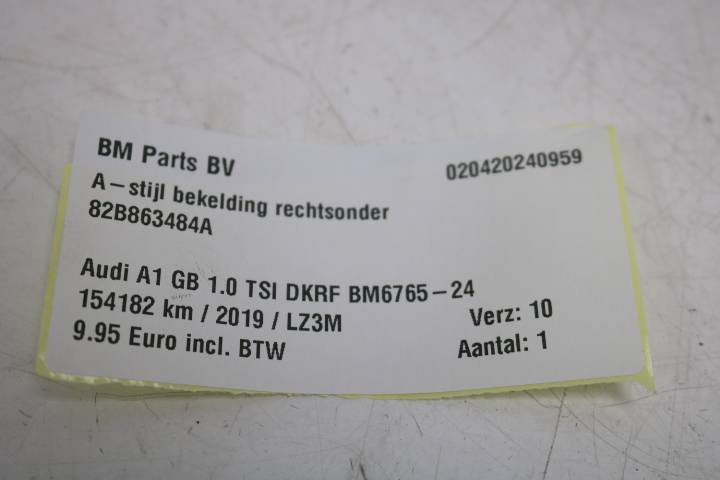 BM Parts BV
020420240959
A-stijl bekelding rechtsonder
82B863484A
Audi A1 GB 1.0 TSI DKRF BM6765-24
154182 km / 2019 / LZ3M
Verz: 10
9.95 Euro incl. BTW
Aantal: 1